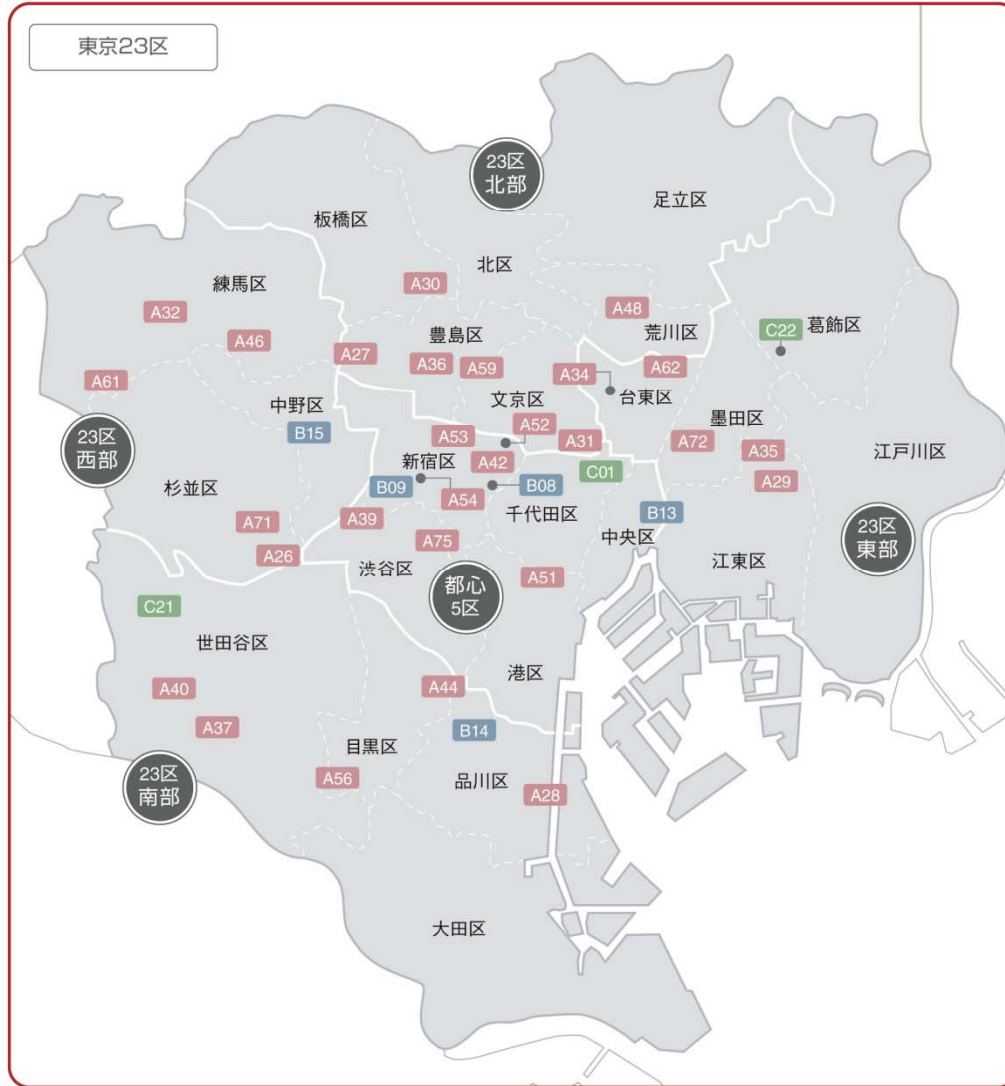 東京23区
23区
北部
足立区
板橋区
北区
練馬区
A30
A32
A48
葛飾区
C22
荒川区
豊島区
A46
A27
A36
A59
A34
A62
A61
文京区
台東区
中野区
墨田区
B15
A52
A53
A31
A72
A35
23区
西部
新宿区
A42
C01
A29
江戸川区
杉並区
B09
A54
B08
千代田区
B13
A71
A39
A75
中央区
23区
東部
A26
渋谷区
江東区
都心
5区
A51
C21
世田谷区
港区
A40
A44
A37
B14
目黒区
23区
南部
A56
品川区
A28
大田区